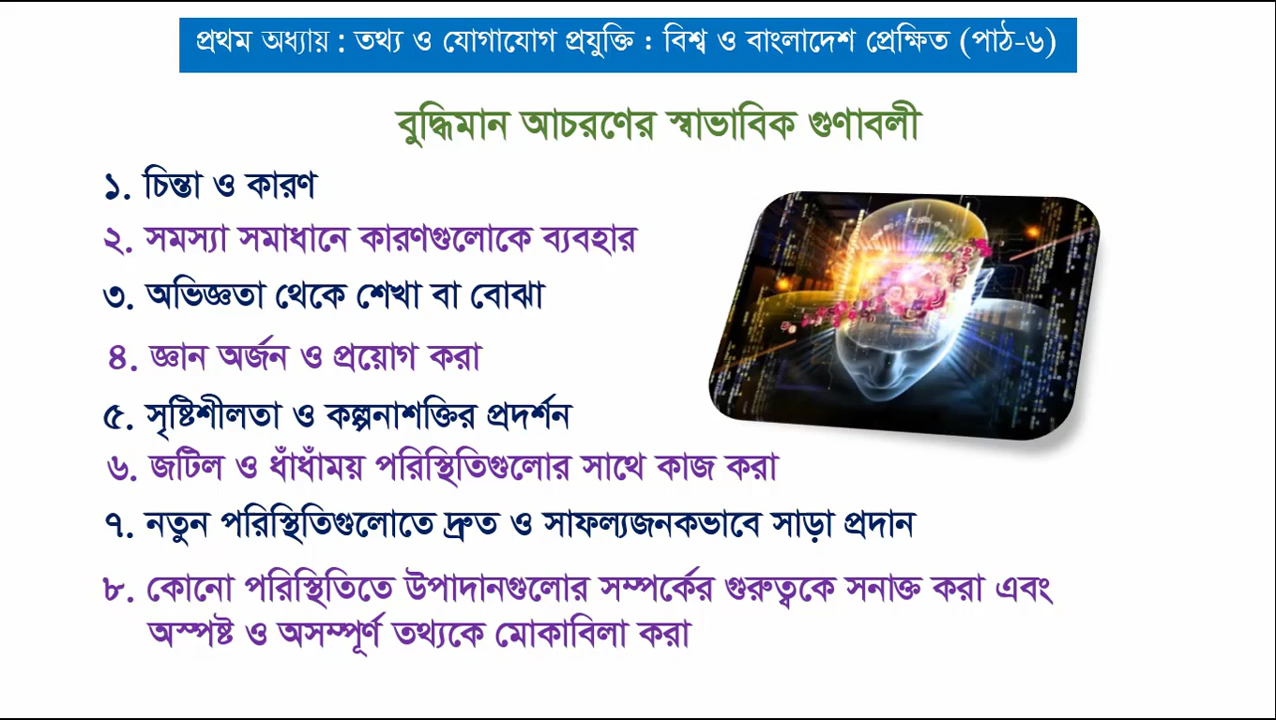 প্রথম অধ্যায় : তথ্য ও যোগাযোগ প্রযুক্তি : বিশ্ব ও বাংলাদেশ প্রেক্ষিত (পাঠ-৬)
বুদ্ধিমান আচরণের স্বাভাবিক গুণাবলী
১. চিন্তা ও কারণ
২. সমস্যা সমাধানে কারণগুলোকে ব্যবহার
৩. অভিজ্ঞতা থেকে শেখা বা বোঝা
৪. জ্ঞান অর্জন ও প্রয়োগ করা
৫. সৃষ্টিশীলতা ও কল্পনাশক্তির প্রদর্শন
৬. জটিল ও ধাঁধাঁময় পরিস্থিতিগুলোর সাথে কাজ করা
৭. নতুন পরিস্থিতিগুলোতে দ্রুত ও সাফল্যজনকভাবে সাড়া প্রদান
৮. কোনো পরিস্থিতিতে উপাদানগুলোর সম্পর্কের গুরুত্বকে সনাক্ত করা এবং
অস্পষ্ট ও অসম্পূর্ণ তথ্যকে মোকাবিলা করা